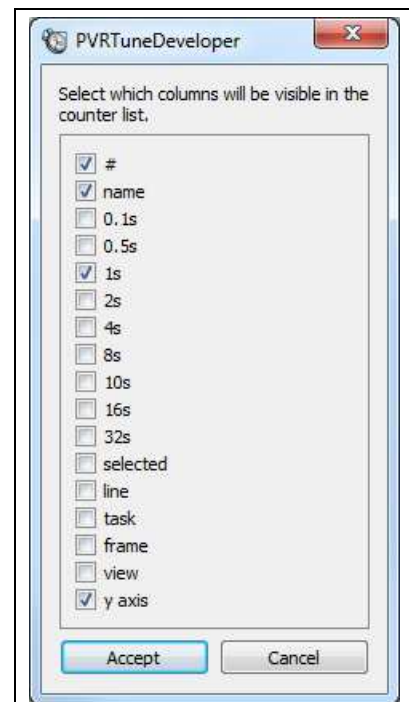 PVRTuneDeveloper
Select which columns will be visible in the
counter list.
#
name
0.1s
0.5s
1s
2s
4s
8s
10s
16s
32s
selected
line
task
frame
view
y axis
Accept Cancel